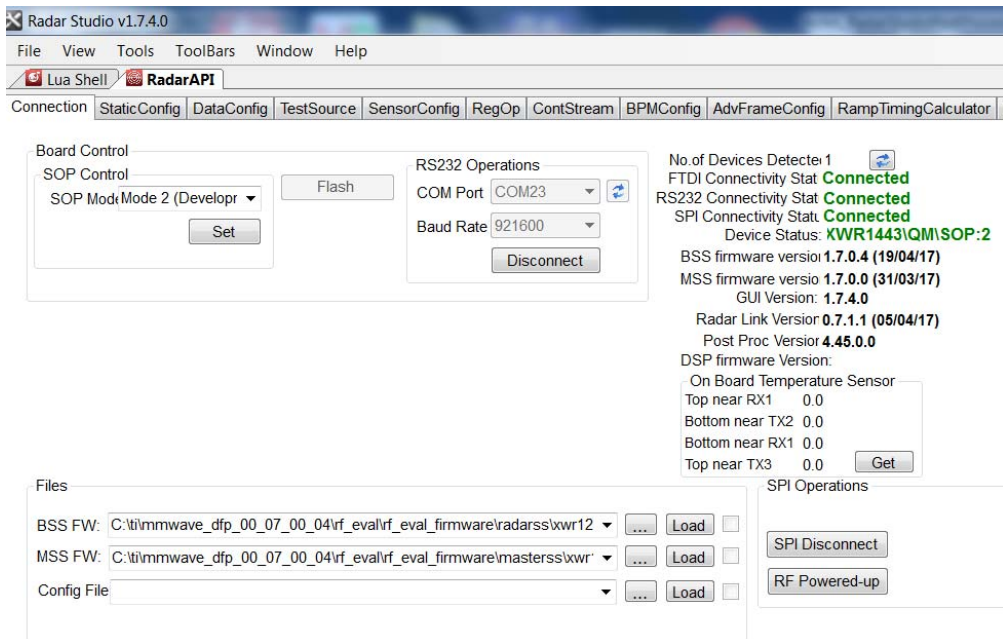 Radar Studio v1.7.4.0
File View Tools ToolBars Window Help
Lua Shell RadarAPI
Connection StaticConfig DataConfig TestSource SensorConfig RegOp ContStream BPMConfig AdvFrameConfig RampTimingCalculator
Board Control
SOP Control
SOP Mode Mode 2 (Developr
Set
Flash
RS232 Operations
COM Port COM23
Baud Rate 921600
Disconnect
No.of Devices Detecte 1
FTDI Connectivity Stat Connected
RS232 Connectivity Stat Connected
SPI Connectivity Statu Connected
Device Status: XWR1443\QM\SOP:2
BSS firmware versio 1.7.0.4 (19/04/17)
MSS firmware versio 1.7.0.0 (31/03/17)
GUI Version: 1.7.4.0
Radar Link Version 0.7.1.1 (05/04/17)
Post Proc Version 4.45.0.0
DSP firmware Version:
On Board Temperature Sensor
Top near RX1 0.0
Bottom near TX2 0.0
Bottom near RX1 0.0
Top near TX3 0.0 Get
Files
BSS FW: C:\ti\mmwave_dfp_00_07_00_04\rf_eval\rf_eval_firmware\radarss\xwr12 ... Load
MSS FW: C:\ti\mmwave_dfp_00_07_00_04\rf_eval\rf_eval_firmware\masterss\xwr ... Load
Config File ... Load
SPI Operations
SPI Disconnect
RF Powered-up